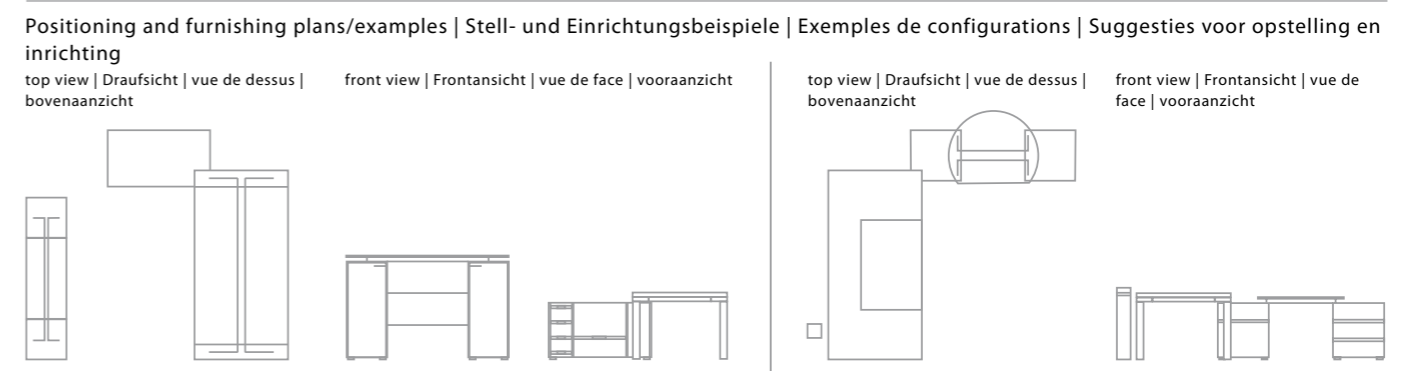 Positioning and furnishing plans/examples | Stell- und Einrichtungsbeispiele | Exemples de configurations | Suggesties voor opstelling en
inrichting
top view | Draufsicht | vue de dessus |
bovenaanzicht
front view | Frontansicht | vue de face | vooraanzicht
top view | Draufsicht | vue de dessus |
bovenaanzicht
front view | Frontansicht | vue de
face | vooraanzicht